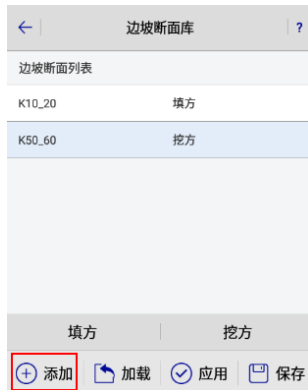 ← 边坡断面库 ?
边坡断面列表
K10_20 填方
K50_60 挖方
填方 挖方
添加 加载 应用 保存